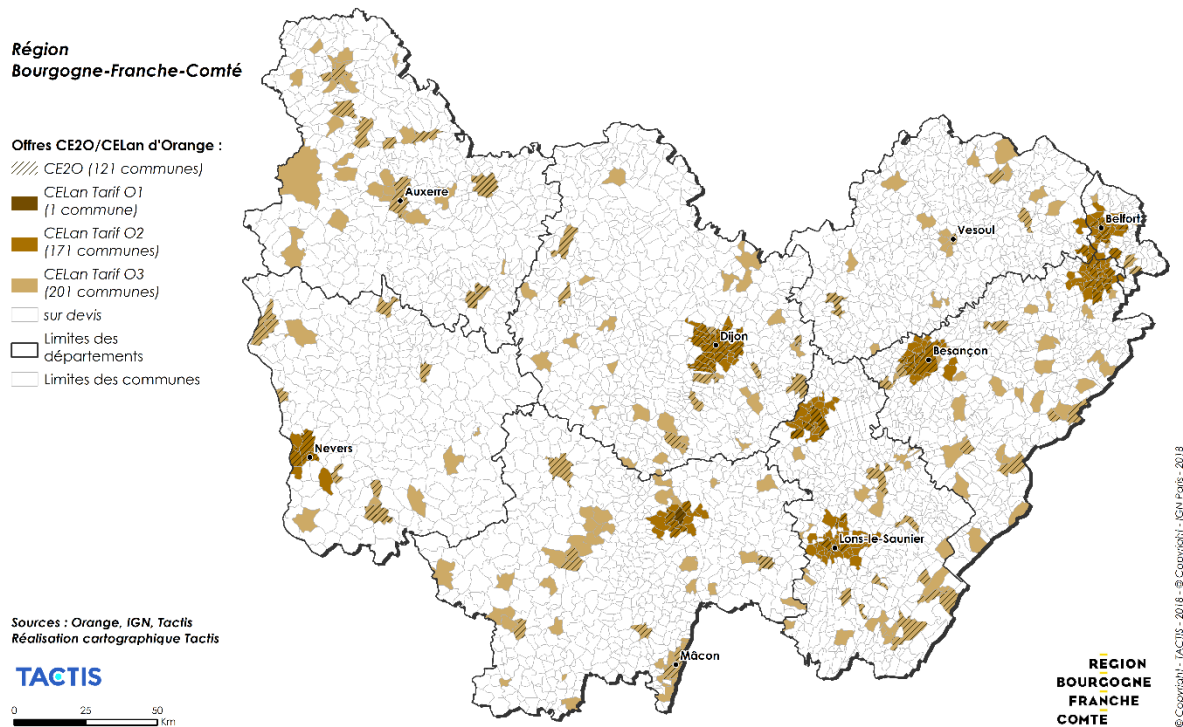 Région
Bourgogne-Franche-Comté
Offres CE2O/CELan d'Orange :
CE2O (121 communes)
CELan Tarif O1
(1 commune)
CELan Tarif O2
(171 communes)
CELan Tarif O3
(201 communes)
sur devis
Limites des
départements
Limites des communes
Auxerre
Vesoul
Belfort
Dijon
Besançon
Nevers
Lons-le-Saunier
Mâcon
Sources : Orange, IGN, Tactis
Réalisation cartographique Tactis
TACTIS
0 25 50
Km
REGION
BOURGOGNE
FRANCHE
COMTE
© Copyright - TACTIS - 2018 - © Copyright - IGN Paris - 2018